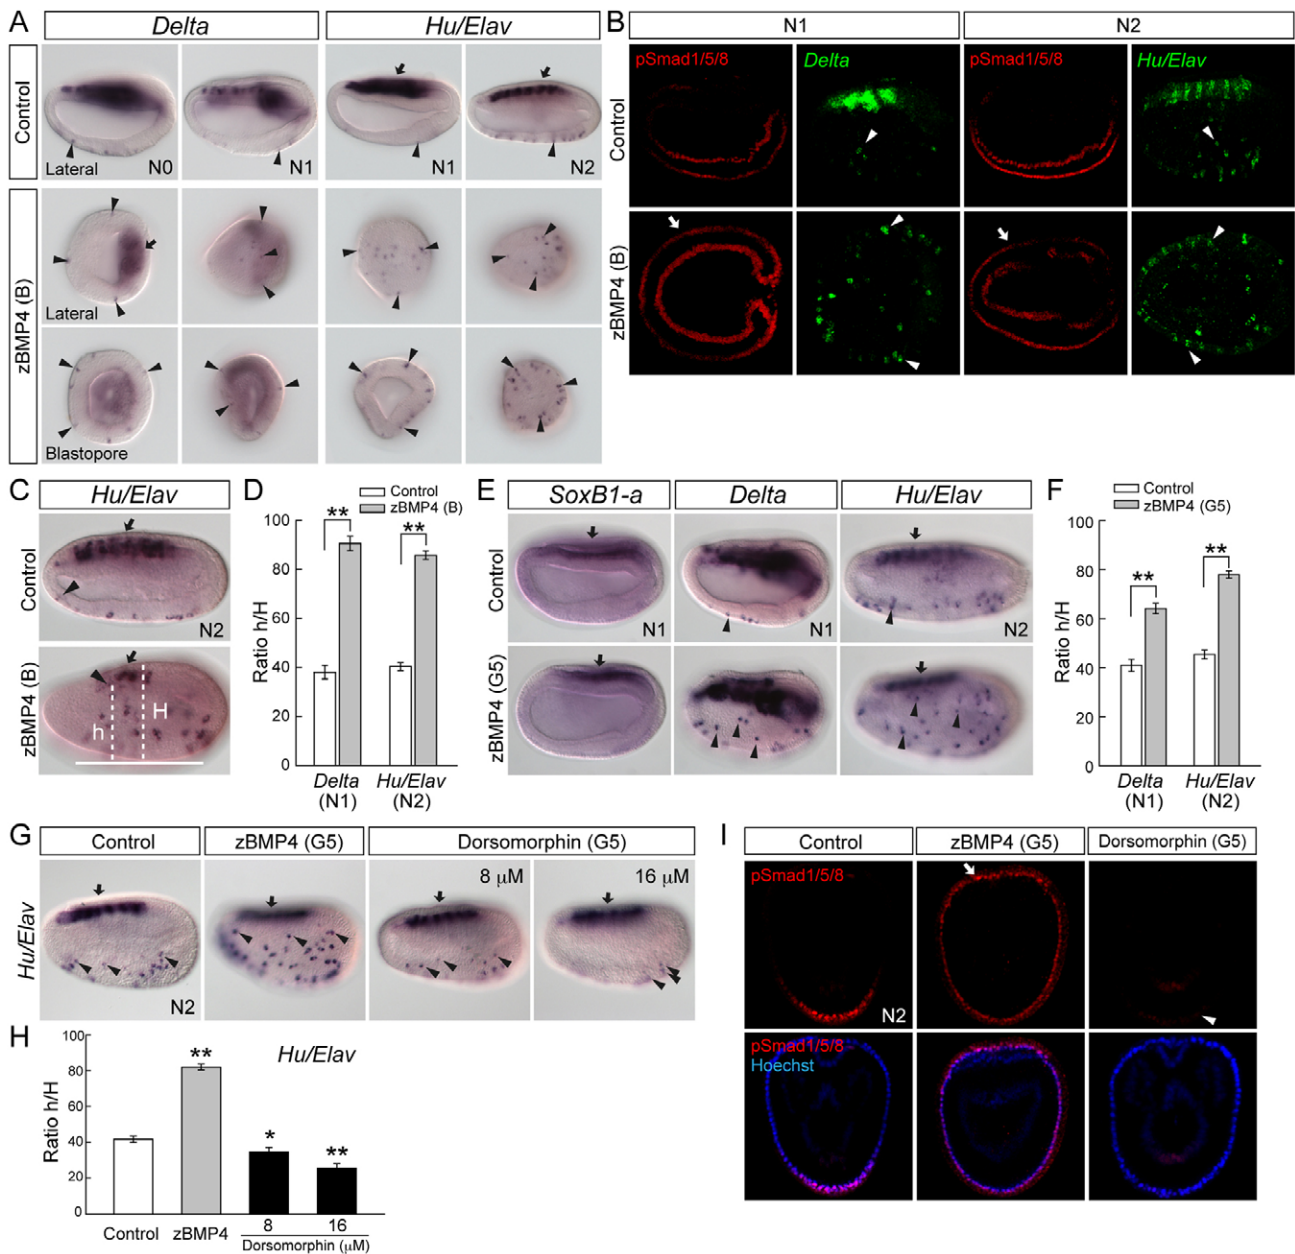 A
Delta
Hu/Elav
Control
Lateral
N0
N1
N1
N2
zBMP4 (B)
Lateral
Blastopore
B
N1
N2
pSmad1/5/8
Delta
pSmad1/5/8
Hu/Elav
Control
zBMP4 (B)
C
Hu/Elav
Control
N2
zBMP4 (B)
h
H
D
Control
zBMP4 (B)
Ratio h/H
100
80
60
40
20
0
**
**
Delta
(N1)
Hu/Elav
(N2)
E
SoxB1-a
Delta
Hu/Elav
Control
N1
N1
N2
zBMP4 (G5)
F
Control
zBMP4 (G5)
Ratio h/H
100
80
60
40
20
0
**
**
Delta
(N1)
Hu/Elav
(N2)
G
Control
zBMP4 (G5)
Dorsomorphin (G5)
8 μM
16 μM
Hu/Elav
N2
H
Hu/Elav
Ratio h/H
100
80
60
40
20
0
**
*
**
Control
zBMP4
8
16
Dorsomorphin (μM)
I
Control
zBMP4 (G5)
Dorsomorphin (G5)
pSmad1/5/8
N2
pSmad1/5/8
Hoechst